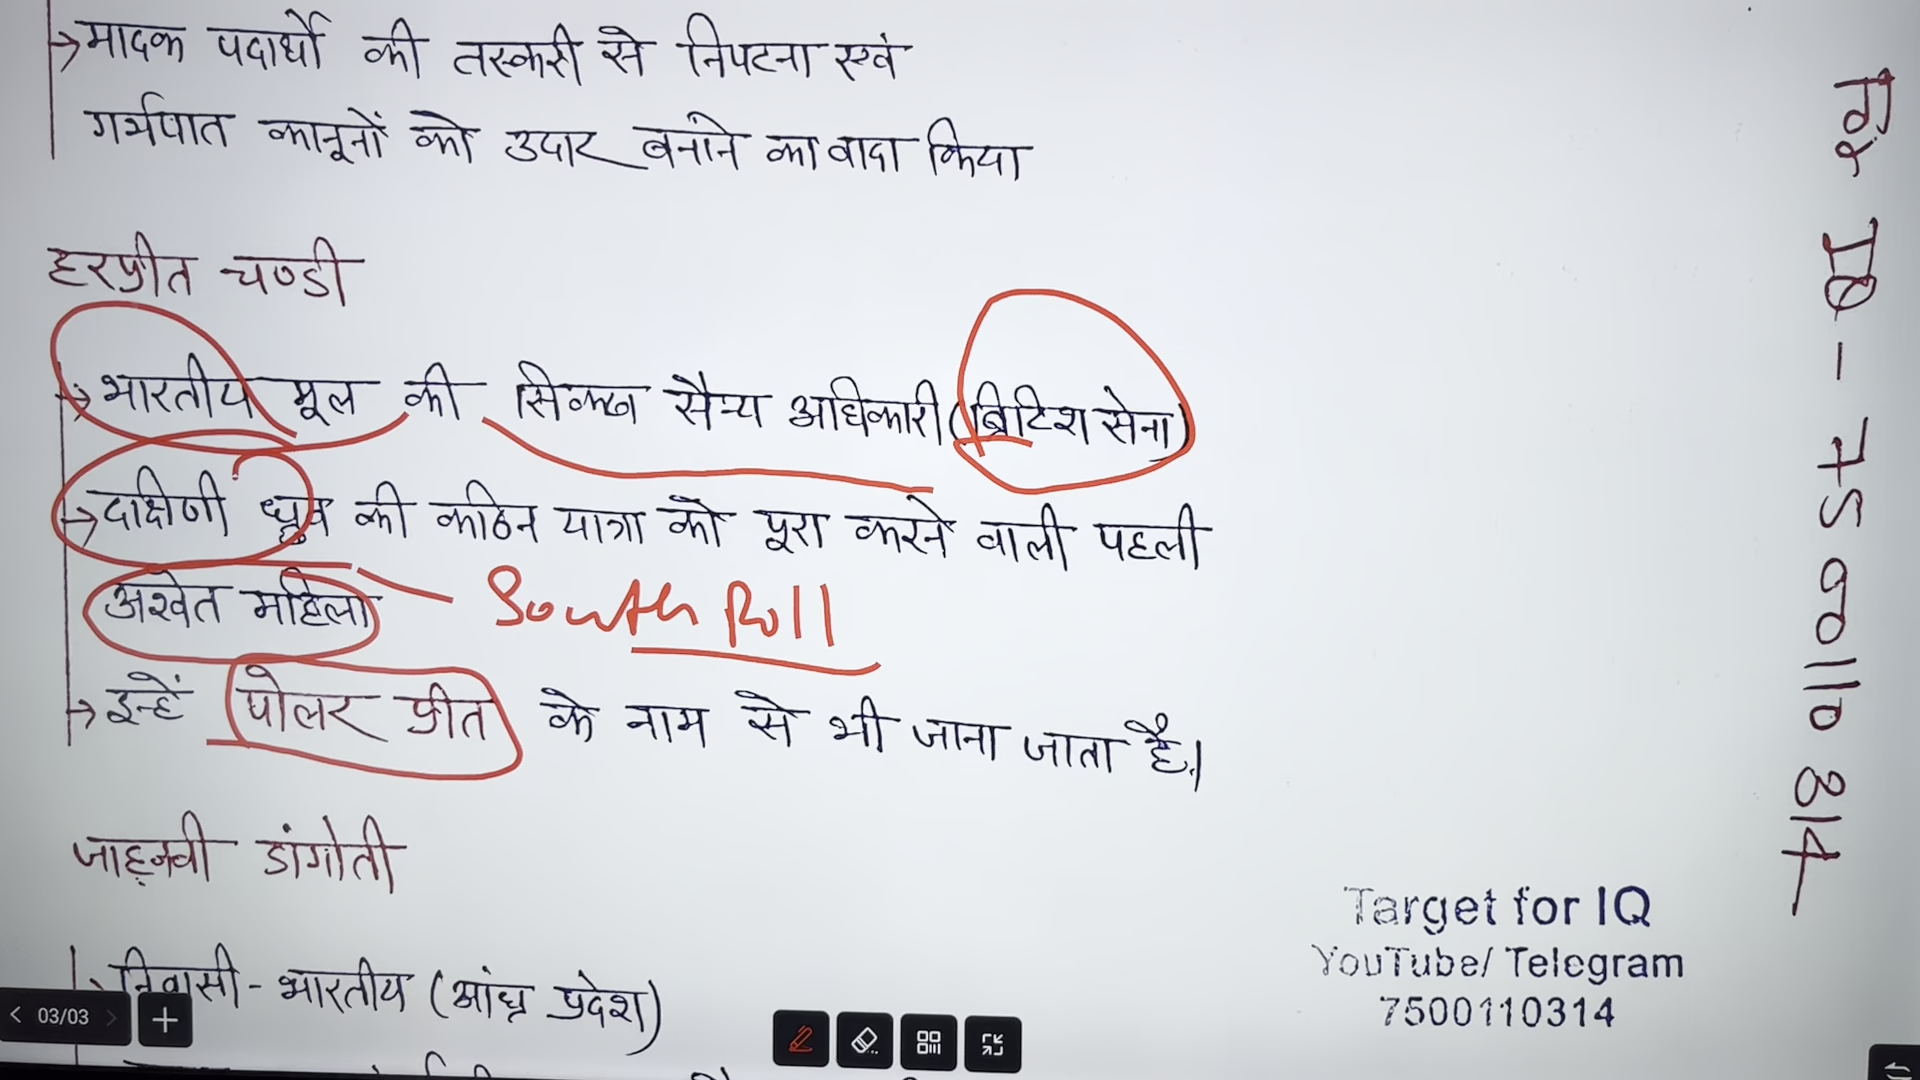 → मादक पदार्थों की तस्करी से निपटना एवं
गर्भपात कानूनों को उदार बनाने का वादा किया
हरप्रीत चण्डी
→ भारतीय मूल की सिक्ख सैन्य अधिकारी (ब्रिटिश सेना)
→ दक्षिणी ध्रुव की कठिन यात्रा को पूरा करने वाली पहली
अश्वेत महिला
South Poll
→ इन्हें पोलर प्रीत के नाम से भी जाना जाता है।
जाह्नवी डांगेती
निवासी - भारतीय (आंध्र प्रदेश)
Target for IQ
YouTube/ Telegram
7500110314
03/03
7500110314